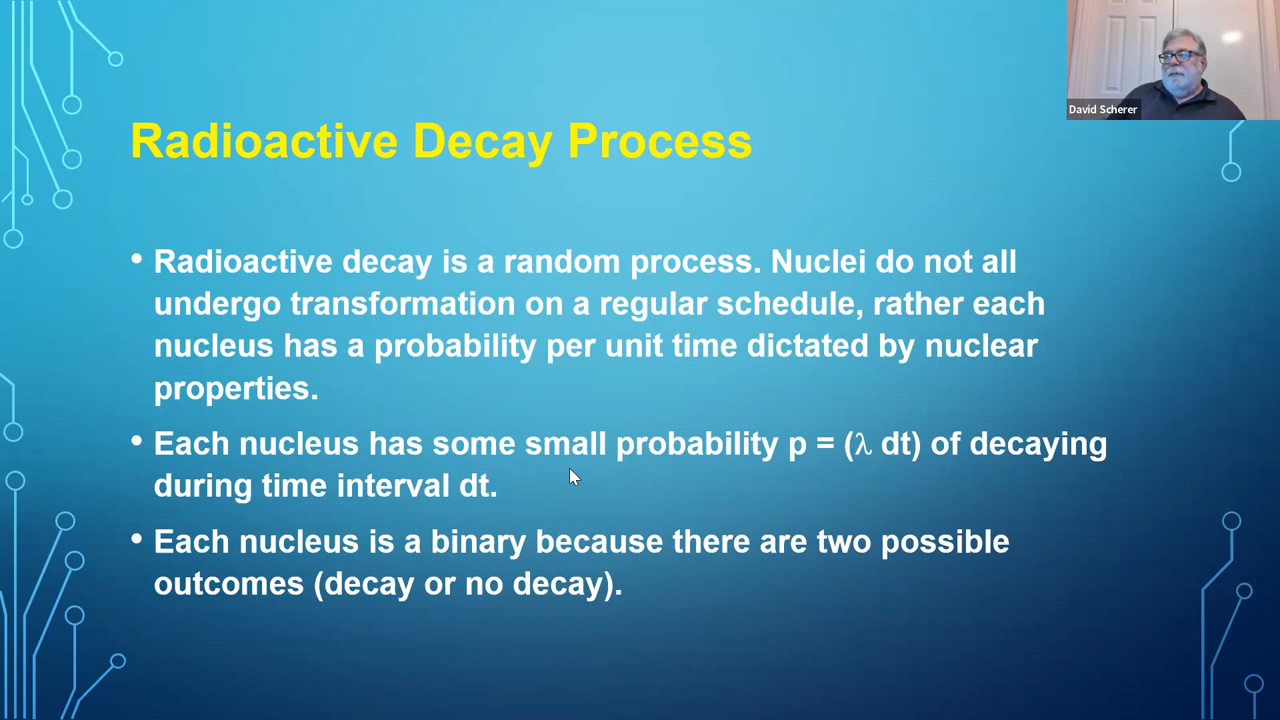 David Scherer
Radioactive Decay Process
• Radioactive decay is a random process. Nuclei do not all
undergo transformation on a regular schedule, rather each
nucleus has a probability per unit time dictated by nuclear
properties.
• Each nucleus has some small probability p = (λ dt) of decaying
during time interval dt.
• Each nucleus is a binary because there are two possible
outcomes (decay or no decay).